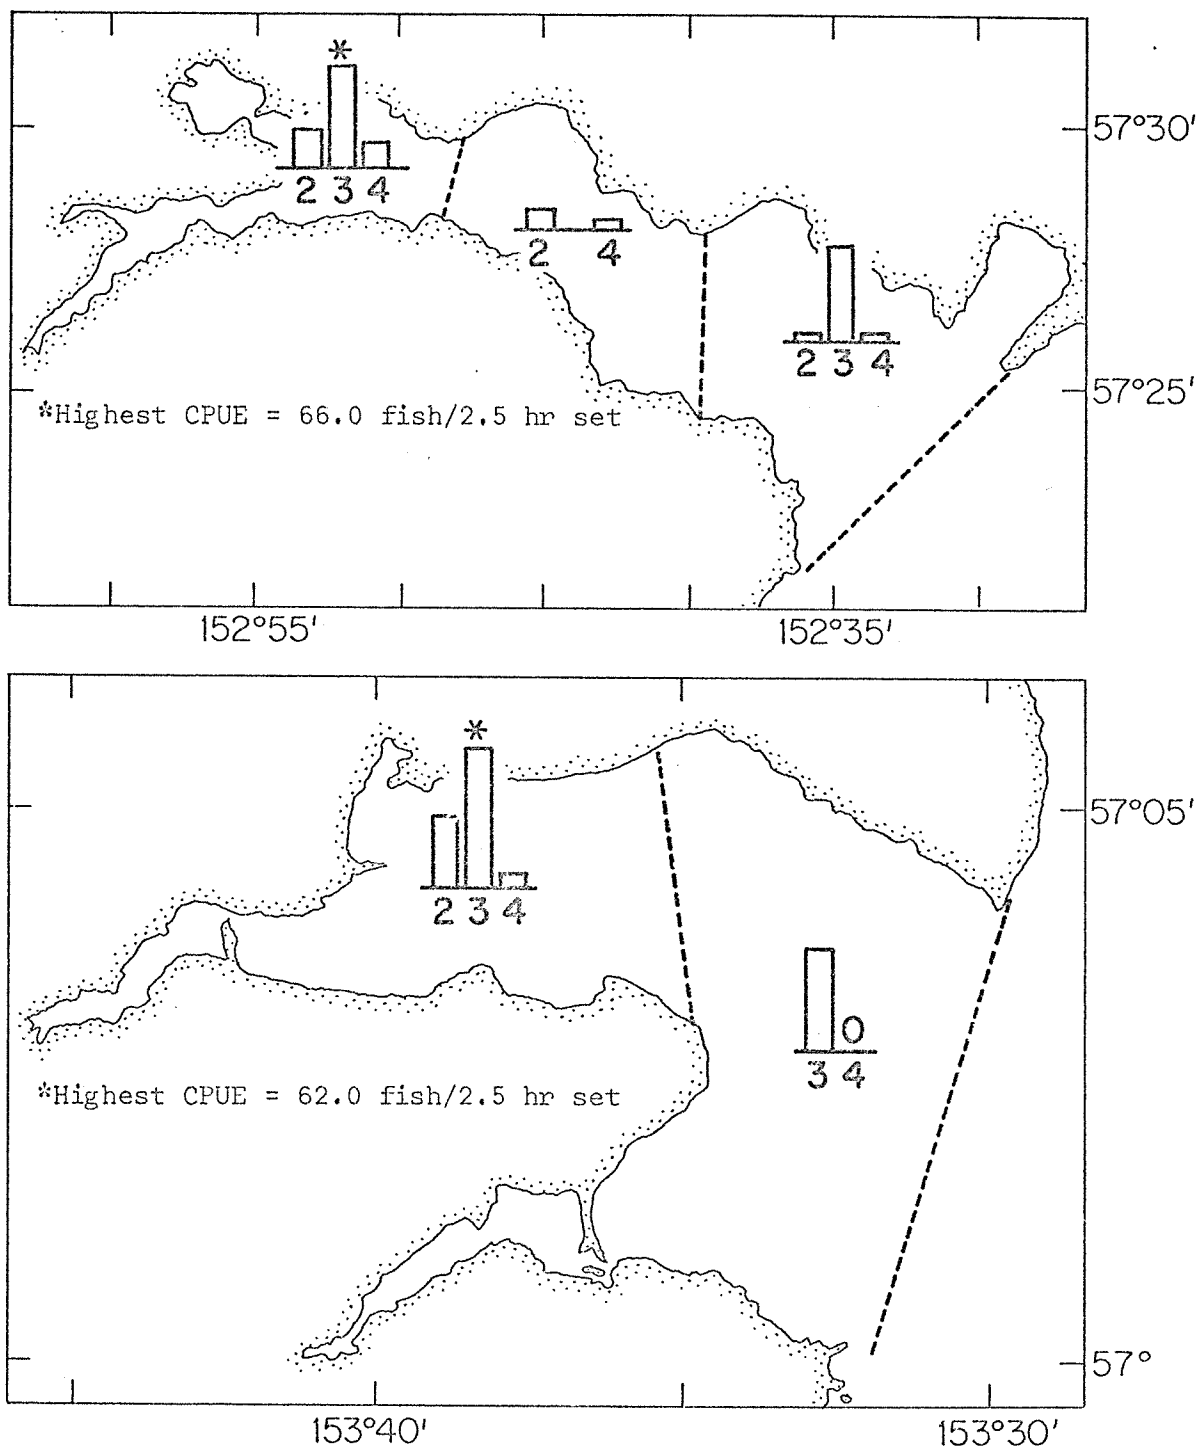 *
2 3 4
57°30'
2 4
2 3 4
57°25'
*Highest CPUE = 66.0 fish/2.5 hr set
152°55' 152°35'
*
57°05'
2 3 4
0
3 4
*Highest CPUE = 62.0 fish/2.5 hr set
57°
153°40' 153°30'